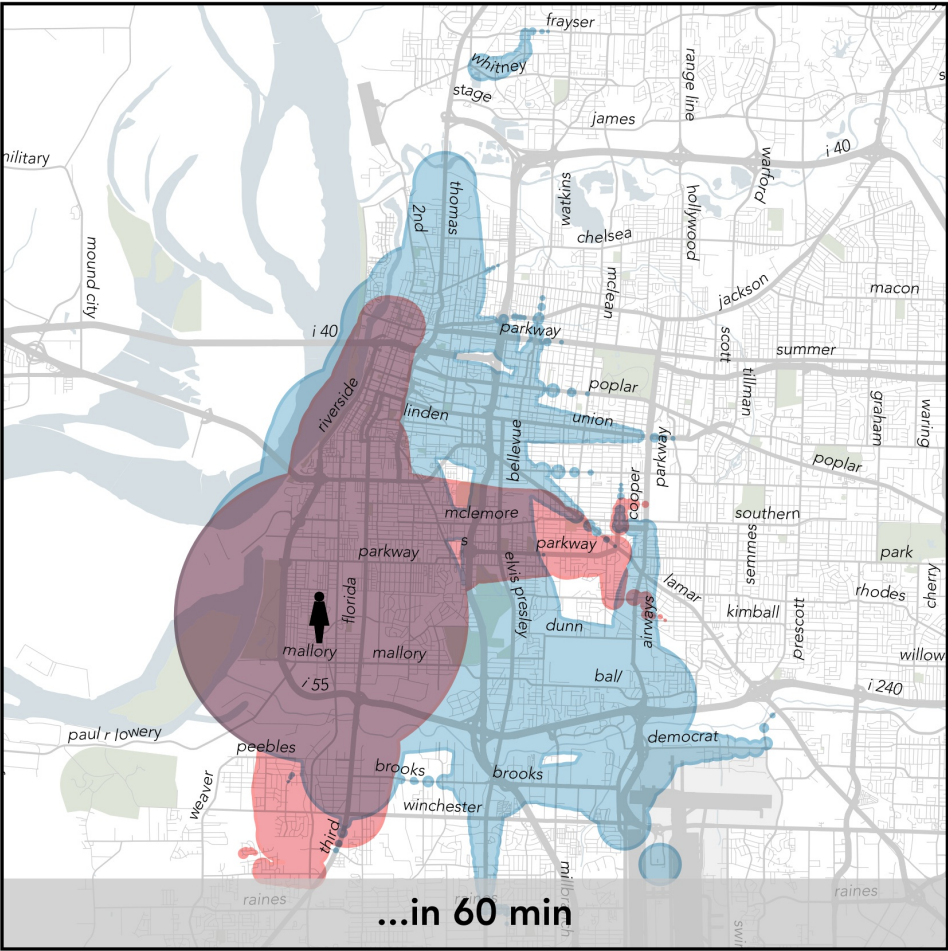 frayser
whitney
range line
stage
james
i 40
military
warford
watkins
thomas
hollywood
2nd
chelsea
mound city
mclean
jackson
macon
i 40
parkway
scott
summer
tillman
poplar
riverside
linden
union
graham
waring
bellevue
parkway
poplar
cooper
mclemore
southern
s
parkway
parkway
semmes
park
elvis presley
florida
lamar
rhodes
cherry
airways
kimball
prescott
dunn
mallory
mallory
willow
ball
i 55
i 240
paul r lowery
democrat
peebles
brooks
brooks
weaver
winchester
third
millbranch
raines
raines
raines
...in 60 min